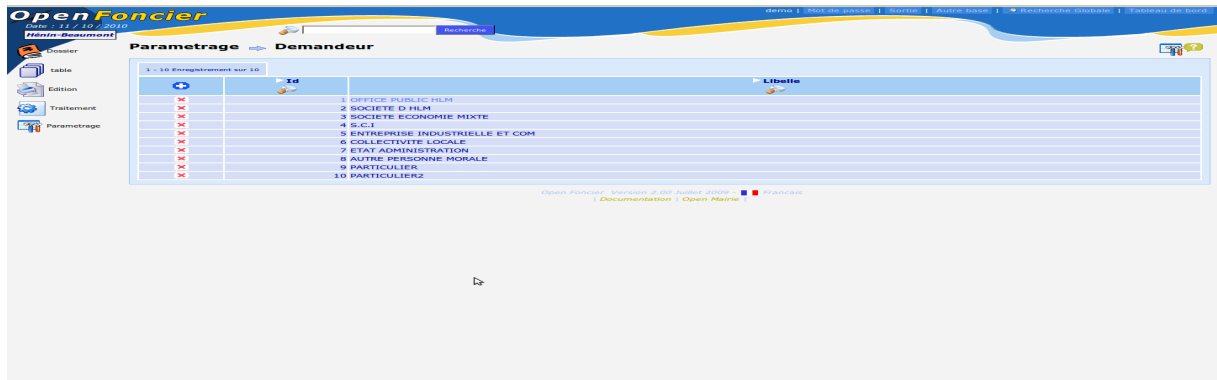 OpenFoncier
demo | Mot de passe | Sortie | Autre base | Recherche Globale | Tableau de bord
Date : 11 / 10 / 2010
Hénin-Beaumont
Recherche
Parametrage Demandeur
Dossier
table
Edition
Traitement
Parametrage
1 - 10 Enregistrement sur 10
Id Libelle
1 OFFICE PUBLIC HLM
2 SOCIETE D HLM
3 SOCIETE ECONOMIE MIXTE
4 S.C.I
5 ENTREPRISE INDUSTRIELLE ET COM
6 COLLECTIVITE LOCALE
7 ETAT ADMINISTRATION
8 AUTRE PERSONNE MORALE
9 PARTICULIER
10 PARTICULIER2
Open Foncier Version 2.00 Juillet 2009 - Francais
| Documentation | Open Mairie |